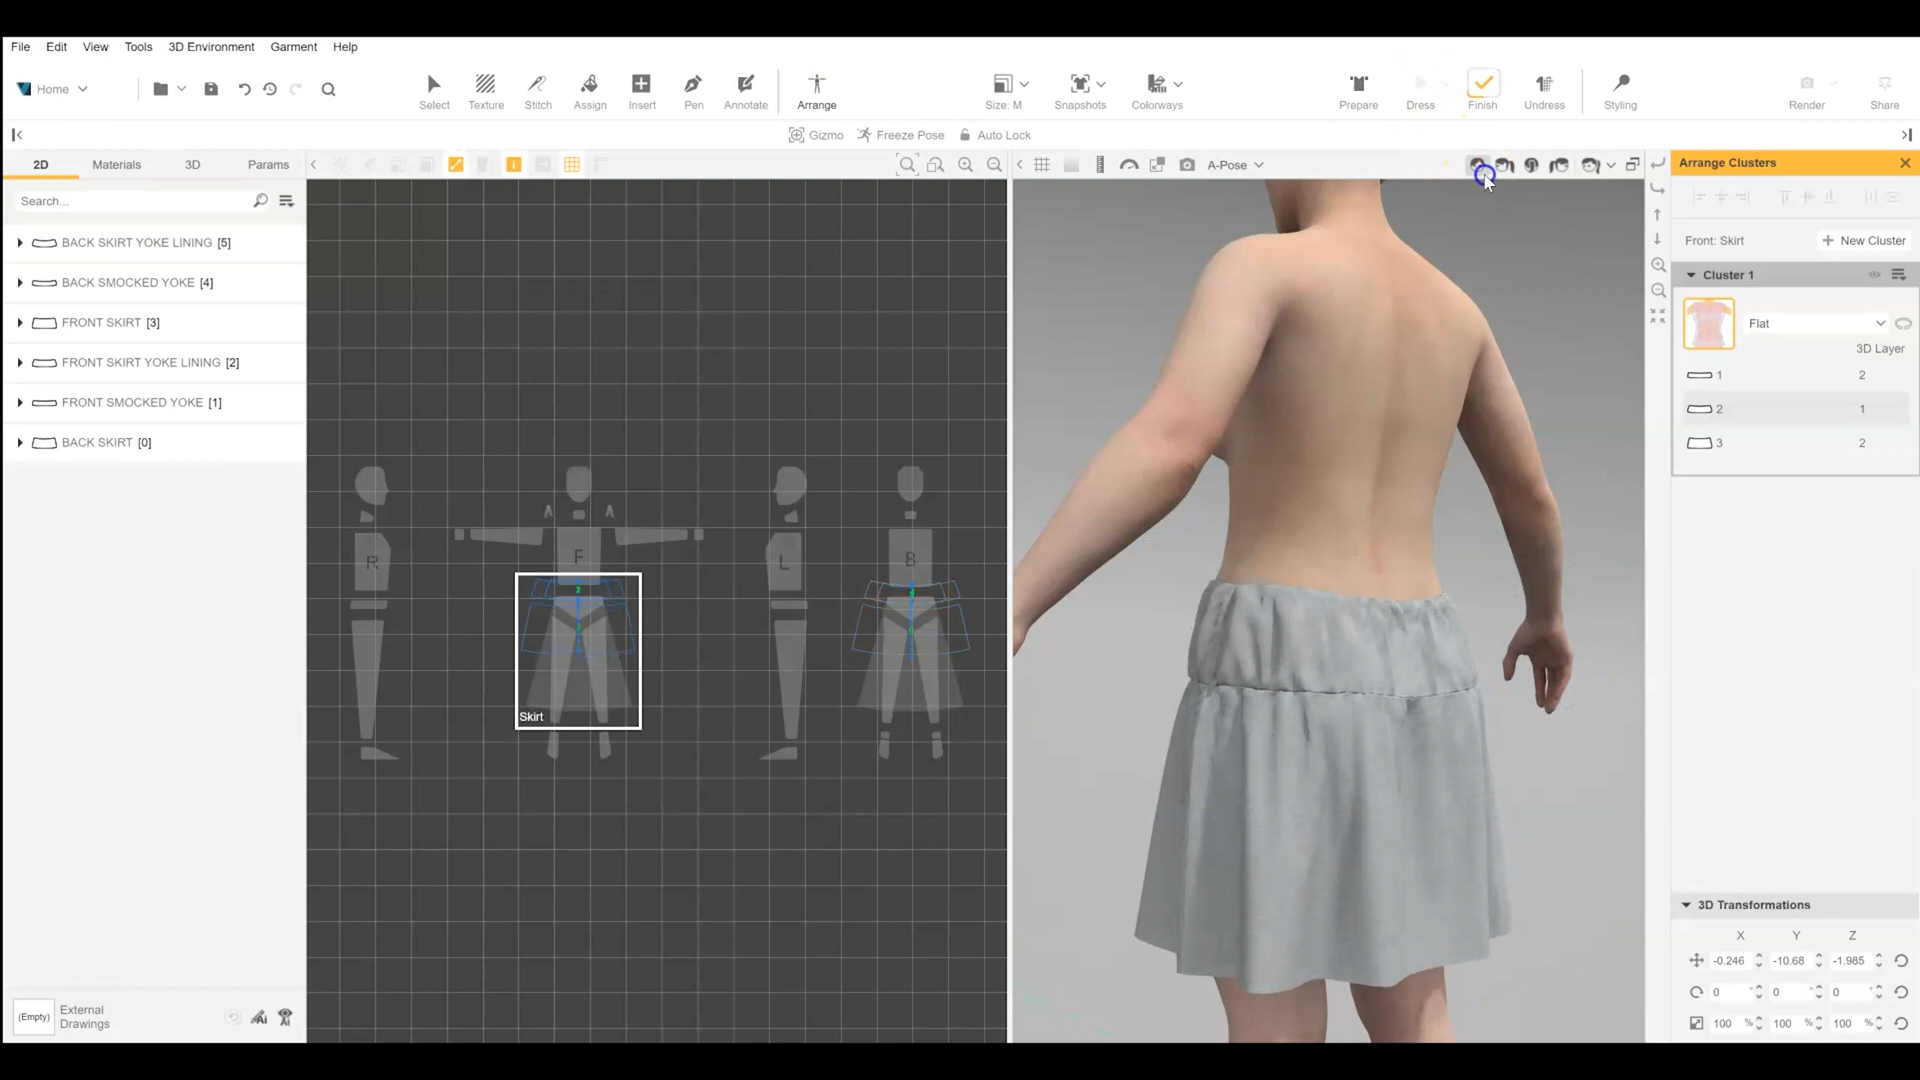 File Edit View Tools 3D Environment Garment Help
Home
Select Texture Stitch Assign Insert Pen Annotate Arrange Size: M Snapshots Colorways Prepare Dress Finish Undress Styling Render Share
Gizmo Freeze Pose Auto Lock
2D Materials 3D Params
A-Pose
Arrange Clusters
Search...
Front: Skirt
+ New Cluster
BACK SKIRT YOKE LINING [5]
BACK SMOCKED YOKE [4]
FRONT SKIRT [3]
FRONT SKIRT YOKE LINING [2]
FRONT SMOCKED YOKE [1]
BACK SKIRT [0]
Cluster 1
Flat
3D Layer
1 2
2 1
3 2
R F L B
Skirt
3D Transformations
X Y Z
-0.246 -10.68 -1.985
0 ° 0 ° 0 °
100 % 100 % 100 %
(Empty)
External
Drawings
Ai
Ai